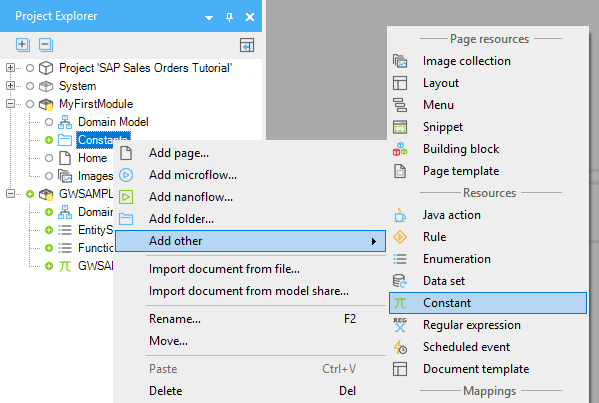 Project Explorer
Project 'SAP Sales Orders Tutorial'
System
MyFirstModule
Domain Model
Constants
Home
Images
GWSAMPL
Domain
EntityS
Function
GWSAM
Add page...
Add microflow...
Add nanoflow...
Add folder...
Add other
Import document from file...
Import document from model share...
Rename... F2
Move...
Paste Ctrl+V
Delete Del
Page resources
Image collection
Layout
Menu
Snippet
Building block
Page template
Resources
Java action
Rule
Enumeration
Data set
Constant
REG Regular expression
Scheduled event
Document template
Mappings